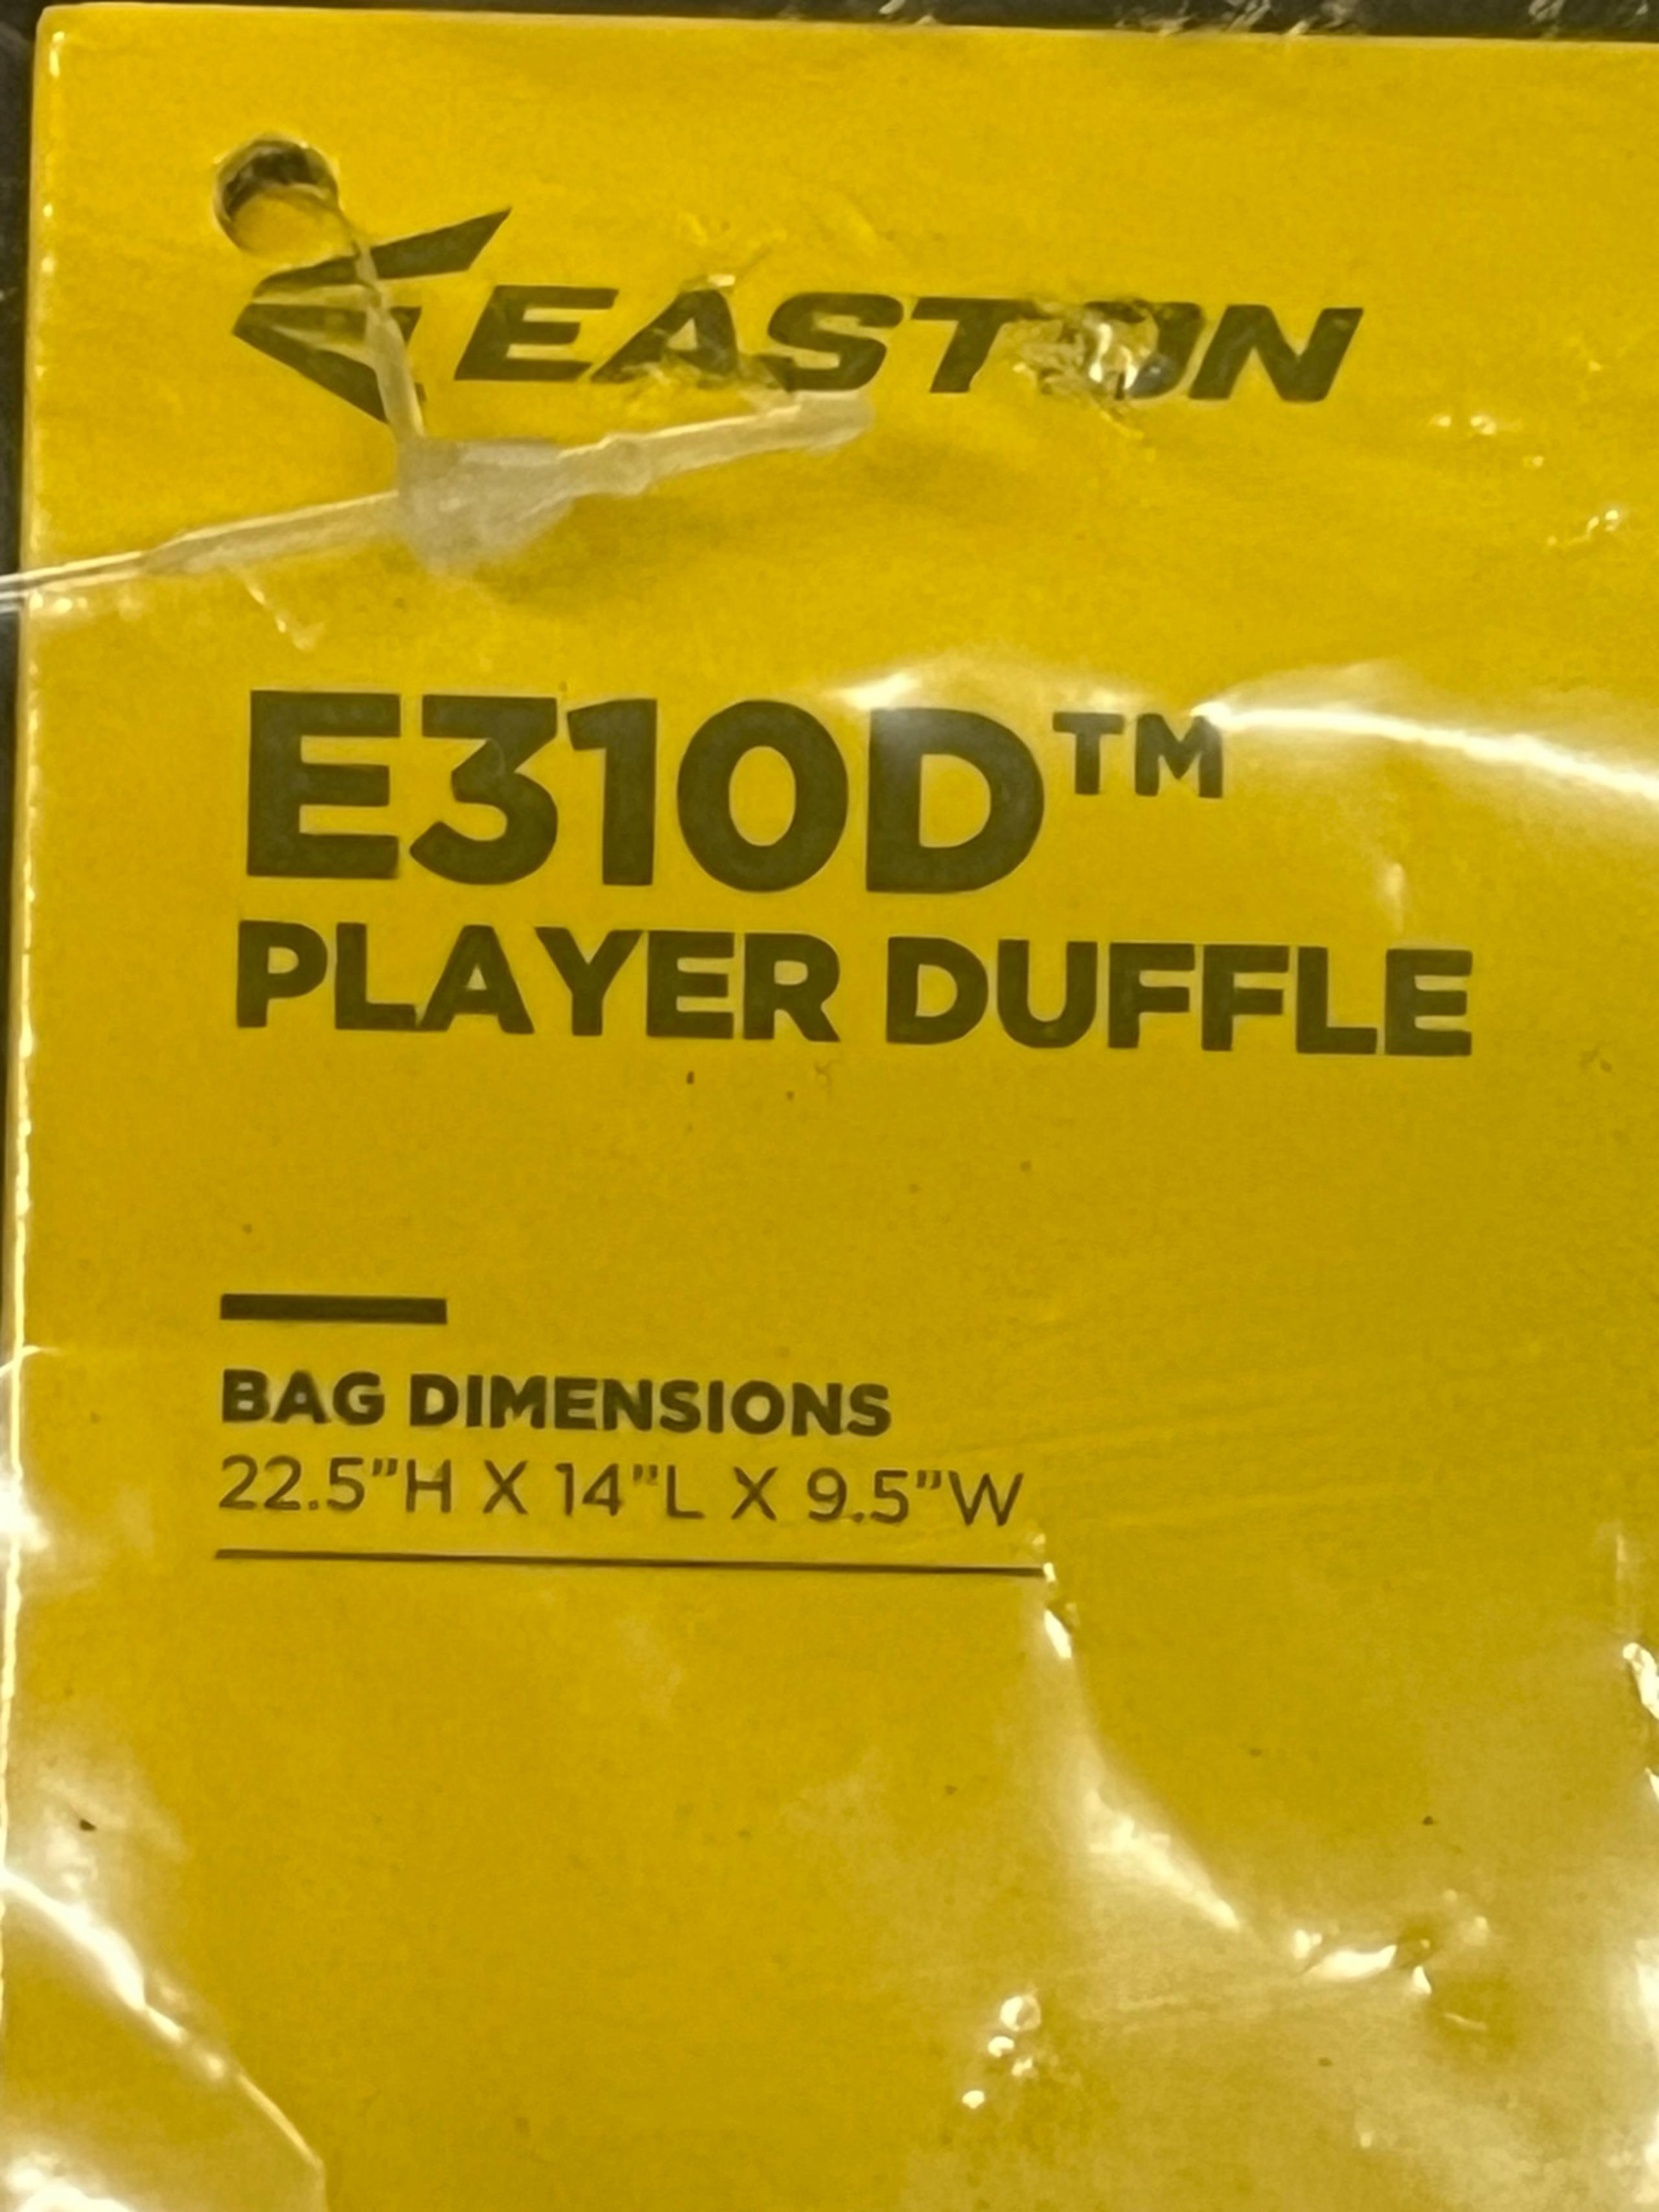 EASTON
E310D™
PLAYER DUFFLE
BAG DIMENSIONS
22.5"H X 14"L X 9.5"W